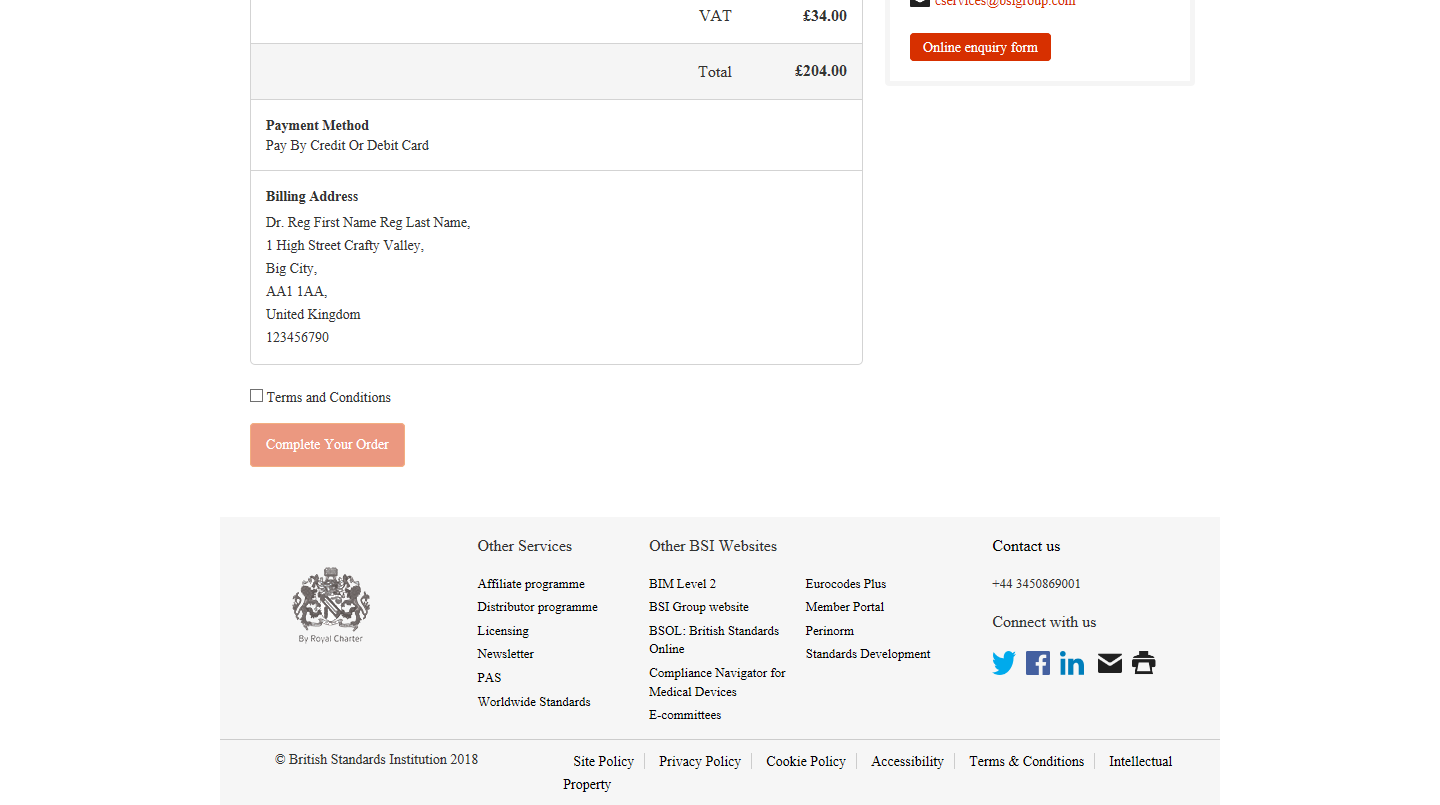 VAT £34.00
cservices@bsigroup.com
Online enquiry form
Total £204.00
Payment Method
Pay By Credit Or Debit Card
Billing Address
Dr. Reg First Name Reg Last Name,
1 High Street Crafty Valley,
Big City,
AA1 1AA,
United Kingdom
123456790
Terms and Conditions
Complete Your Order
By Royal Charter
Other Services
Affiliate programme
Distributor programme
Licensing
Newsletter
PAS
Worldwide Standards
Other BSI Websites
BIM Level 2
BSI Group website
BSOL: British Standards
Online
Compliance Navigator for
Medical Devices
E-committees
Eurocodes Plus
Member Portal
Perinorm
Standards Development
Contact us
+44 3450869001
Connect with us
© British Standards Institution 2018
Site Policy Privacy Policy Cookie Policy Accessibility Terms & Conditions Intellectual
Property